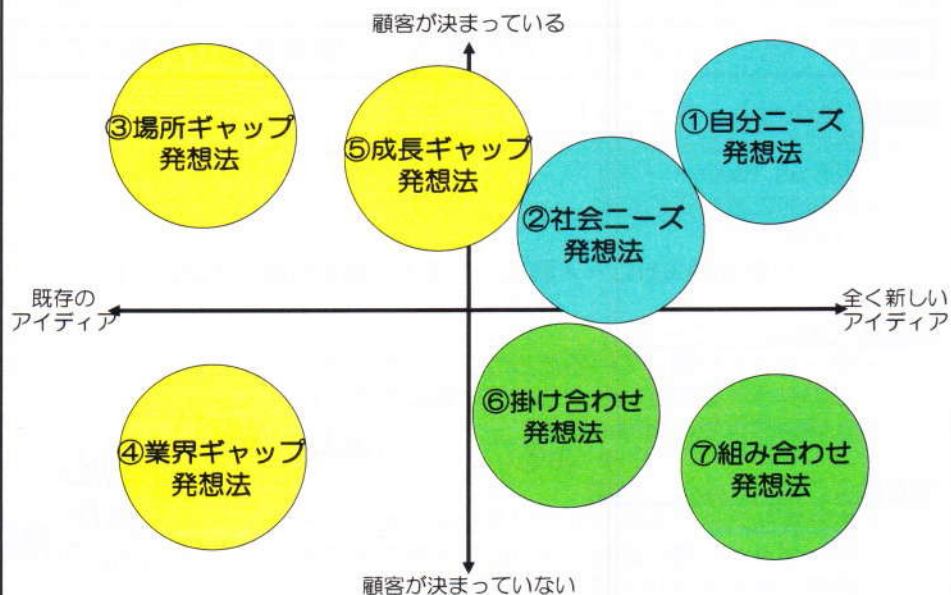 顧客が決まっている
③場所ギャップ
発想法
⑤成長ギャップ
発想法
①自分ニーズ
発想法
②社会ニーズ
発想法
既存の
アイディア
全く新しい
アイディア
④業界ギャップ
発想法
⑥掛け合わせ
発想法
⑦組み合わせ
発想法
顧客が決まっていない